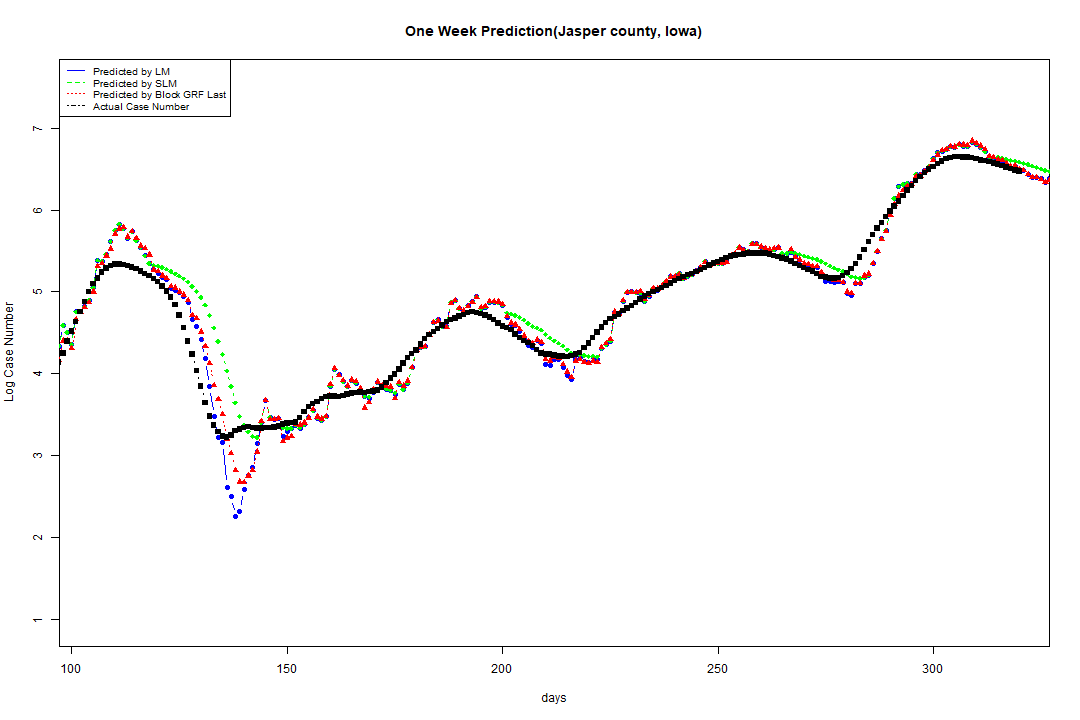 One Week Prediction(Jasper county, Iowa)
Predicted by LM
Predicted by SLM
Predicted by Block GRF Last
Actual Case Number
Log Case Number
7
6
5
4
3
2
1
100 150 200 250 300
days